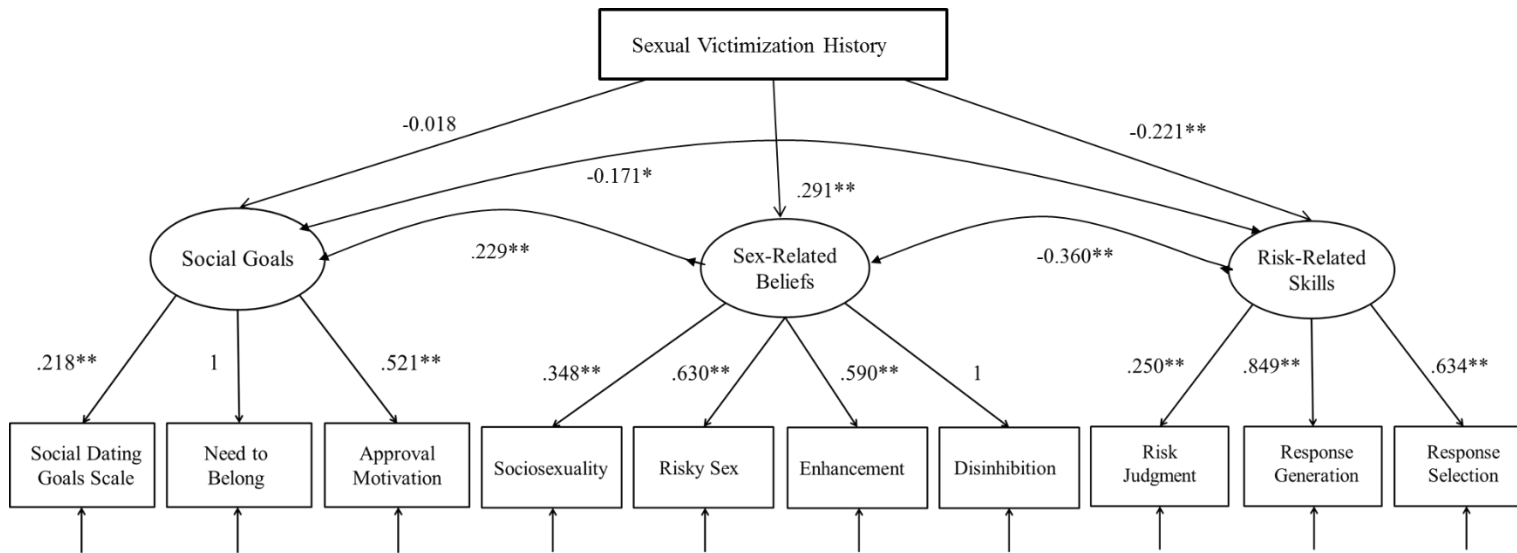 Sexual Victimization History
-0.018
-0.221**
-0.171*
.291**
Social Goals
.229**
Sex-Related
Beliefs
-0.360**
Risk-Related
Skills
.218**
1
.521**
.348**
.630**
.590**
1
.250**
.849**
.634**
Social Dating
Goals Scale
Need to
Belong
Approval
Motivation
Sociosexuality
Risky Sex
Enhancement
Disinhibition
Risk
Judgment
Response
Generation
Response
Selection